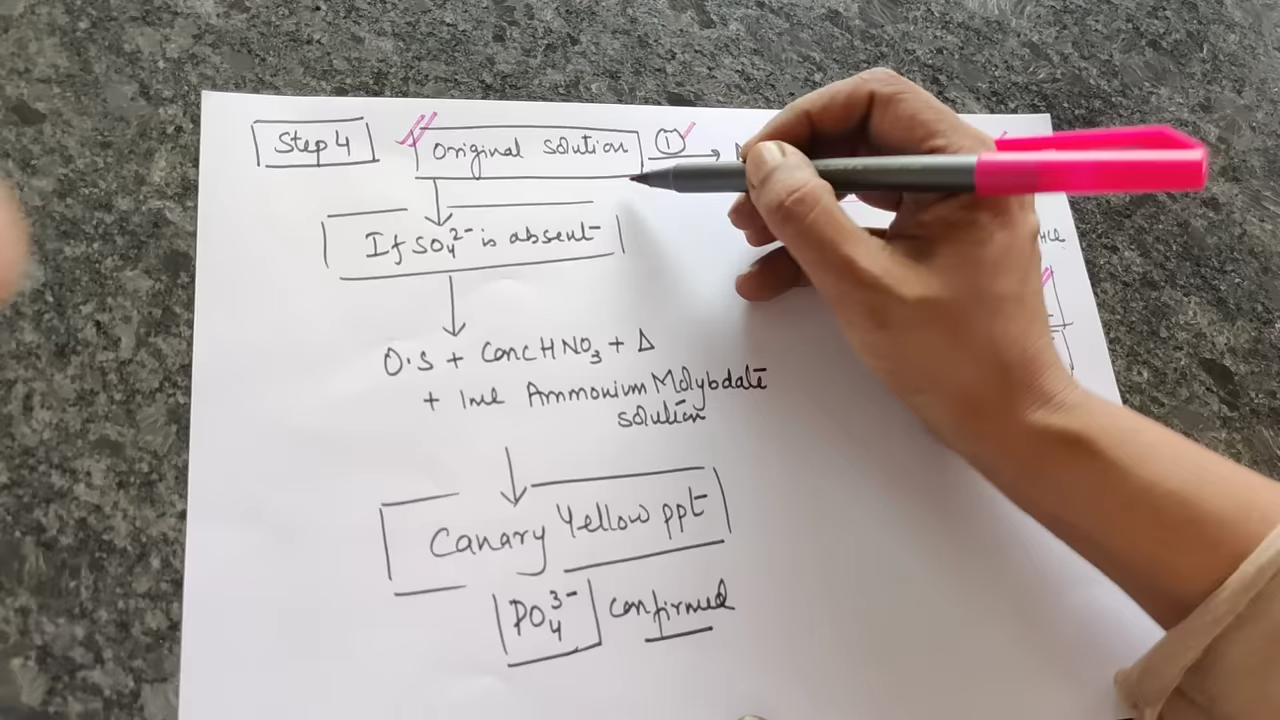 Step 4
Original Solution
①
If SO₄²⁻ is absent
O.S + Conc HNO₃ + Δ
+ 1ml Ammonium Molybdate
solution
Canary Yellow ppt
PO₄³⁻ confirmed